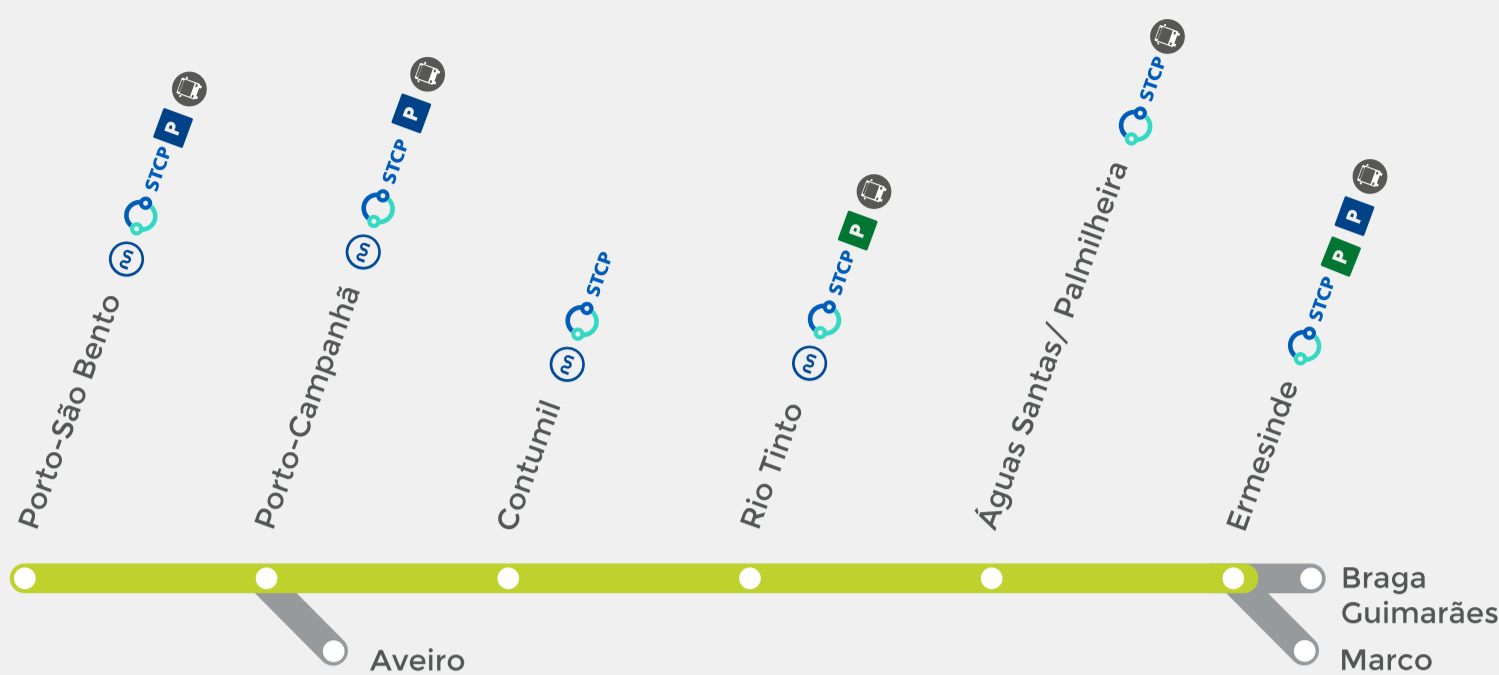 Porto-São Bento
STCP P
Porto-Campanhã
STCP P
Contumil
STCP
Rio Tinto
STCP P
Águas Santas/ Palmilheira
STCP
Ermesinde
STCP P P
Braga
Guimarães
Aveiro
Marco